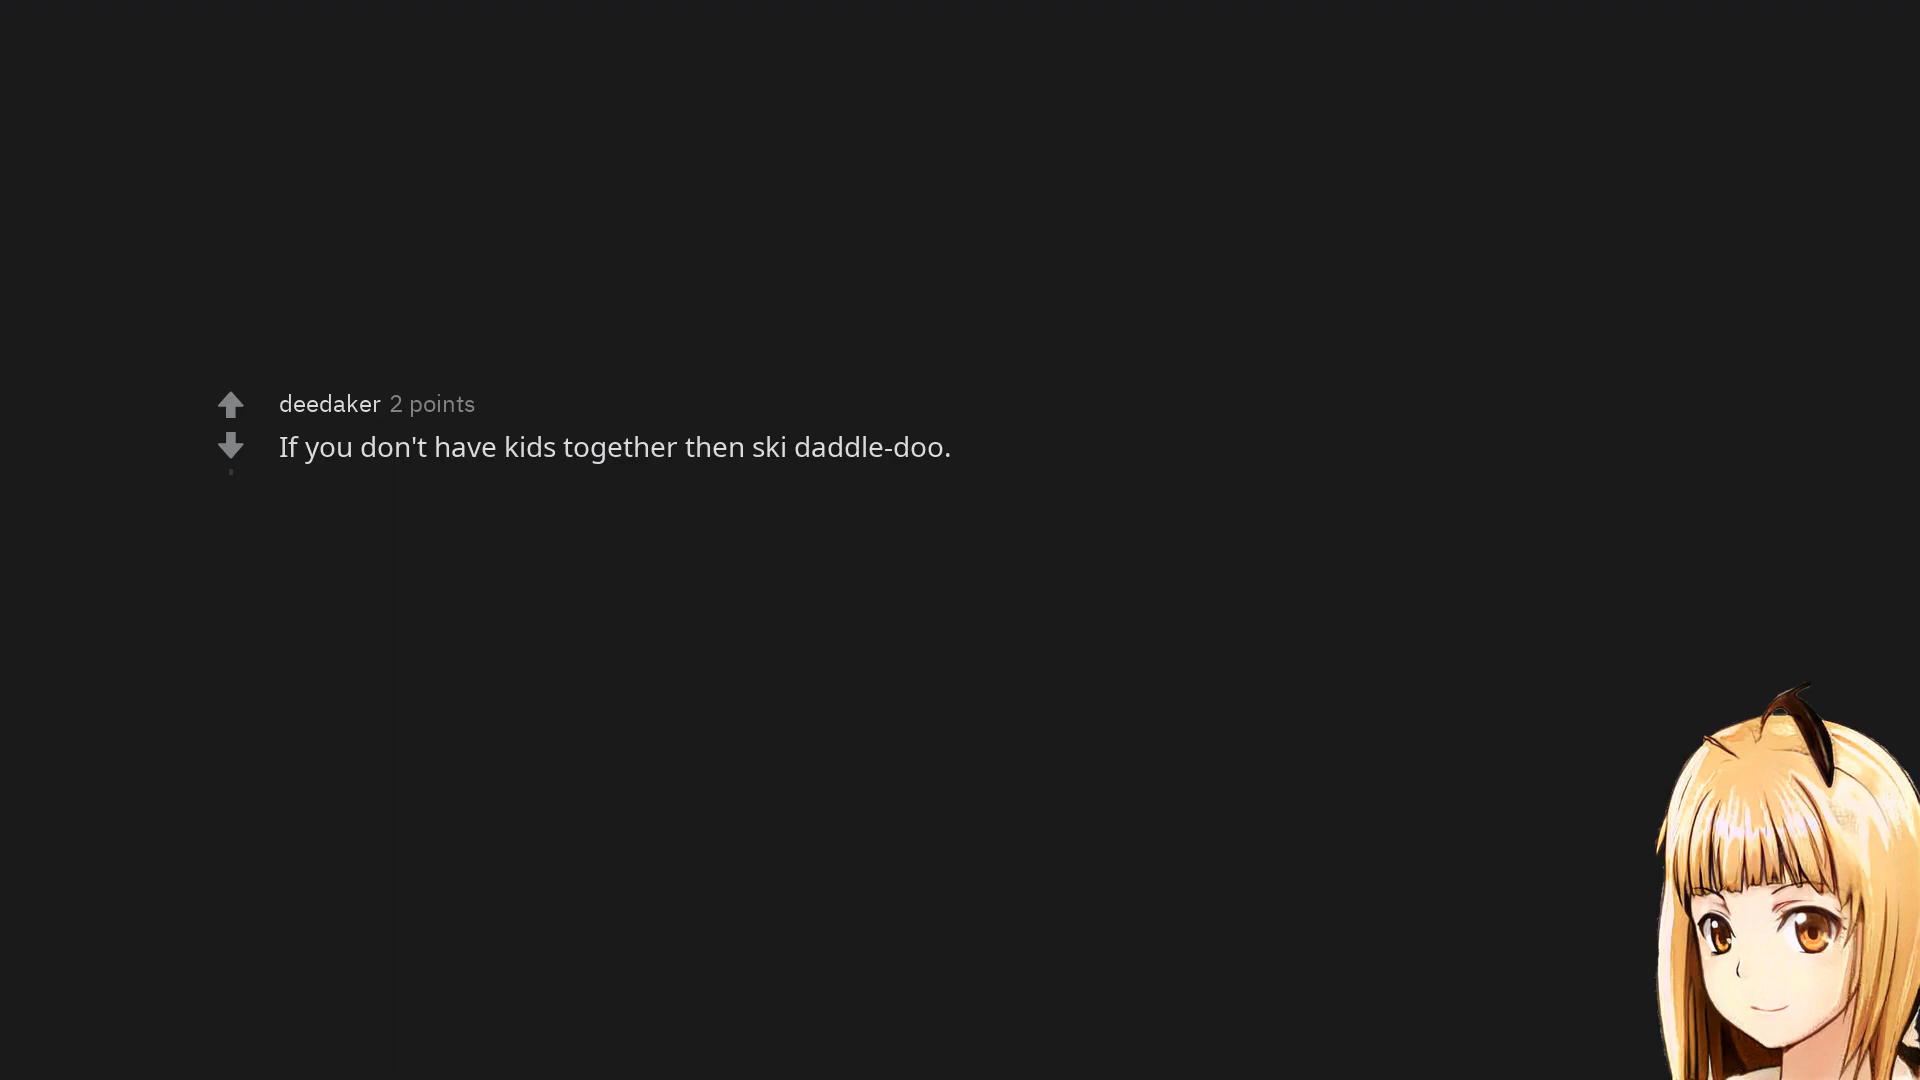 deedaker 2 points
If you don't have kids together then ski daddle-doo.